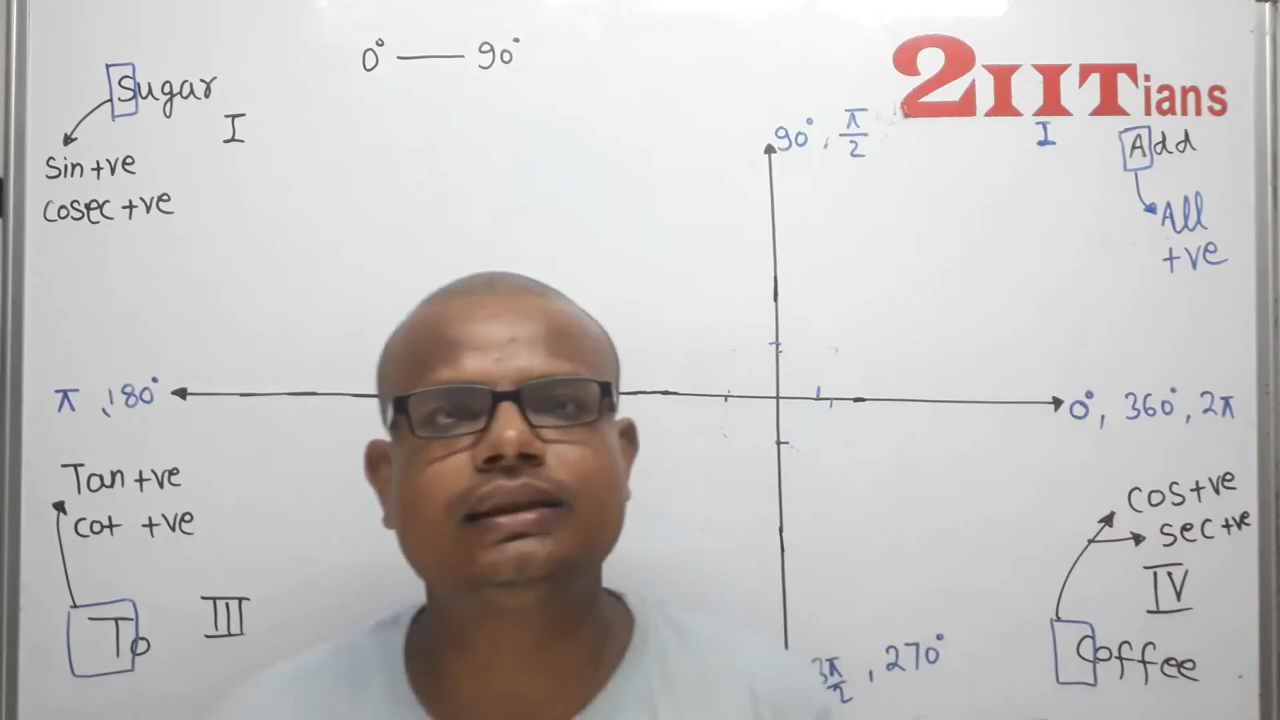 0° — 90°
2IITians
Sugar
I
Sin +ve
cosec +ve
90°, π/2
I
Add
All
+ve
π, 180°
0°, 360°, 2π
Tan +ve
cot +ve
To
III
cos +ve
sec +ve
IV
Coffee
3π/2, 270°